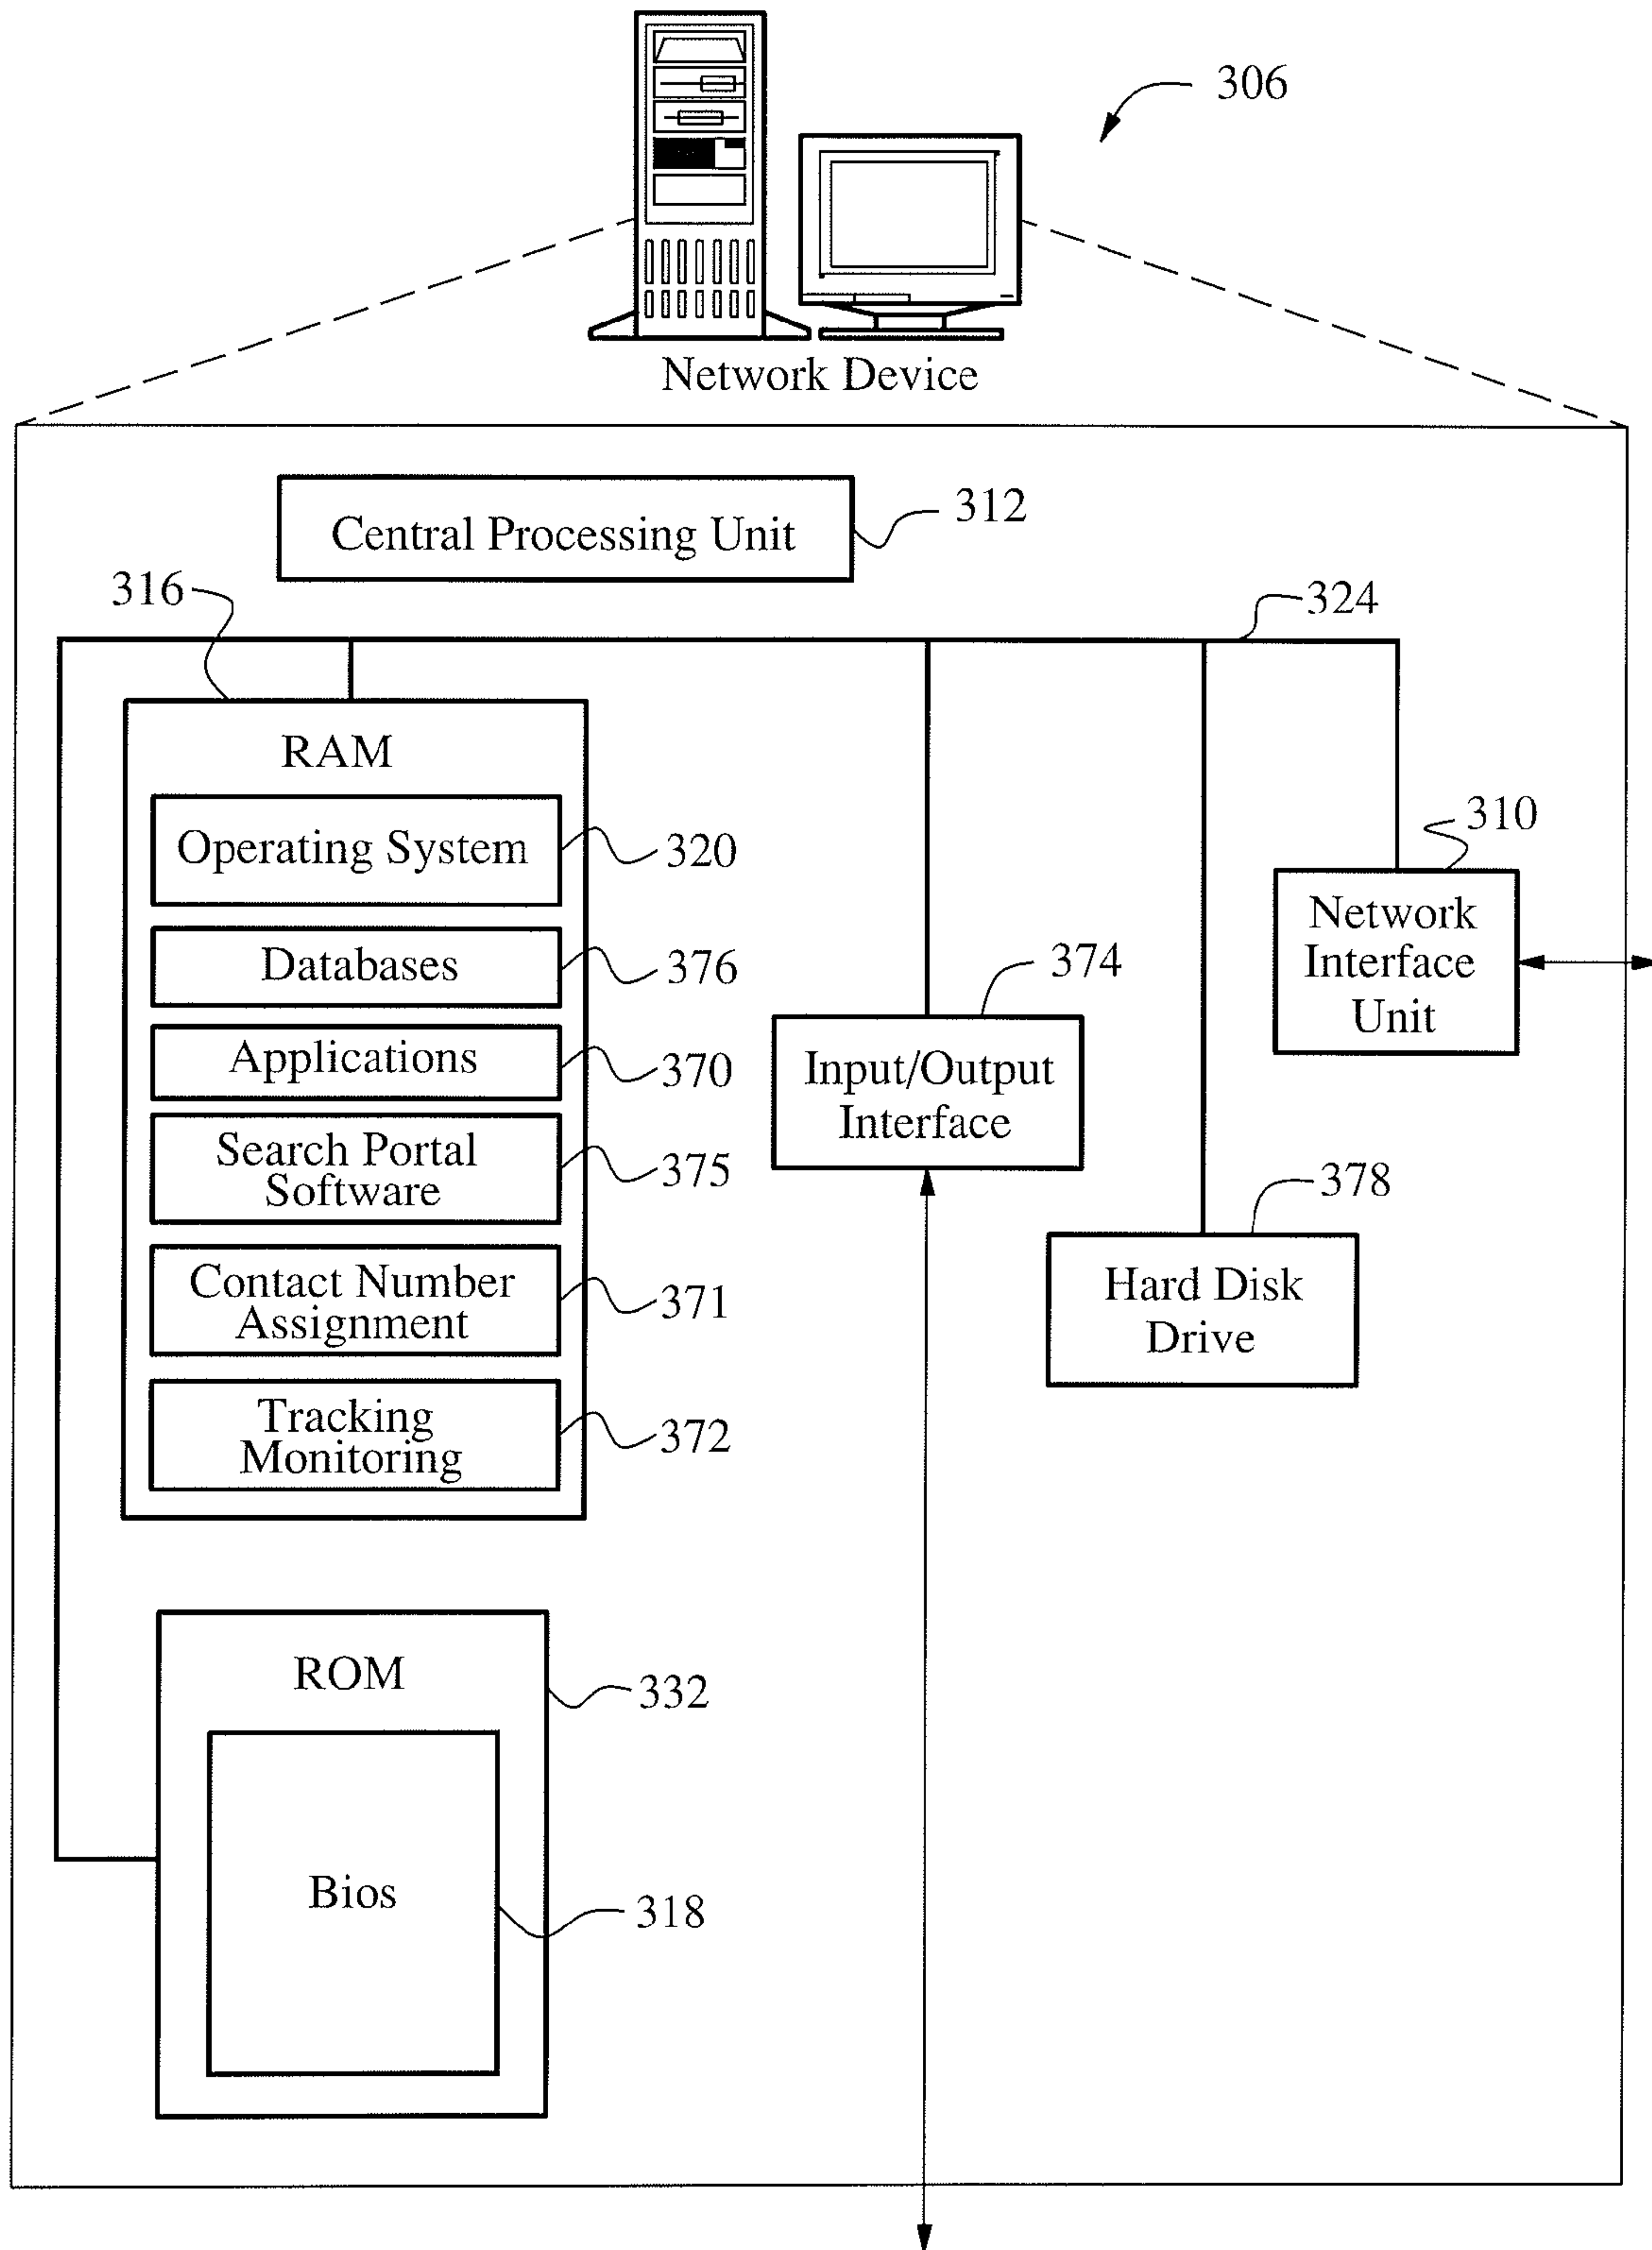 306
Network Device
Central Processing Unit
312
316
324
RAM
Operating System
320
Databases
376
Applications
370
Search Portal
Software
375
Contact Number
Assignment
371
Tracking
Monitoring
372
374
Input/Output
Interface
310
Network
Interface
Unit
378
Hard Disk
Drive
ROM
332
Bios
318